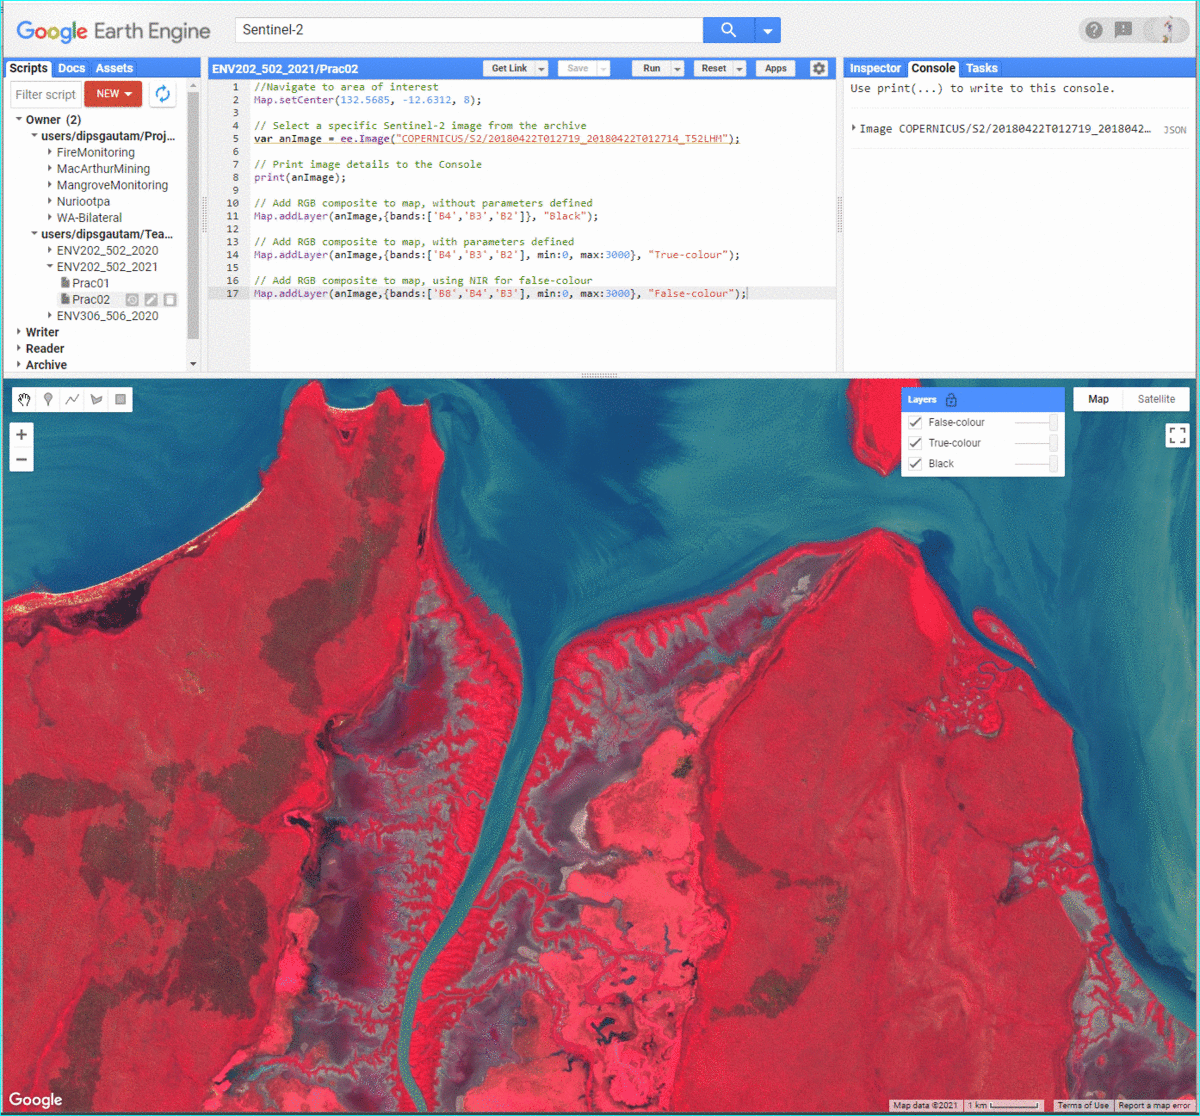 Google Earth Engine
Sentinel-2
Scripts Docs Assets
Filter script
NEW
Owner (2)
users/dipsgautam/Proj...
FireMonitoring
MacArthurMining
MangroveMonitoring
Nuriootpa
WA-Bilateral
users/dipsgautam/Tea...
ENV202_502_2020
ENV202_502_2021
Prac01
Prac02
ENV306_506_2020
Writer
Reader
Archive
ENV202_502_2021/Prac02
Get Link Save Run Reset Apps
1 //Navigate to area of interest
2 Map.setCenter(132.5685, -12.6312, 8);
3
4 // Select a specific Sentinel-2 image from the archive
5 var anImage = ee.Image("COPERNICUS/S2/20180422T012719_20180422T012714_T52LHM");
6
7 // Print image details to the Console
8 print(anImage);
9
10 // Add RGB composite to map, without parameters defined
11 Map.addLayer(anImage,{bands:['B4','B3','B2']}, "Black");
12
13 // Add RGB composite to map, with parameters defined
14 Map.addLayer(anImage,{bands:['B4','B3','B2'], min:0, max:3000}, "True-colour");
15
16 // Add RGB composite to map, using NIR for false-colour
17 Map.addLayer(anImage,{bands:['B8','B4','B3'], min:0, max:3000}, "False-colour");
Inspector Console Tasks
Use print(...) to write to this console.
Image COPERNICUS/S2/20180422T012719_201842... JSON
Layers
False-colour
True-colour
Black
Map Satellite
+
−
Google
Map data ©2021 1 km Terms of Use Report a map error